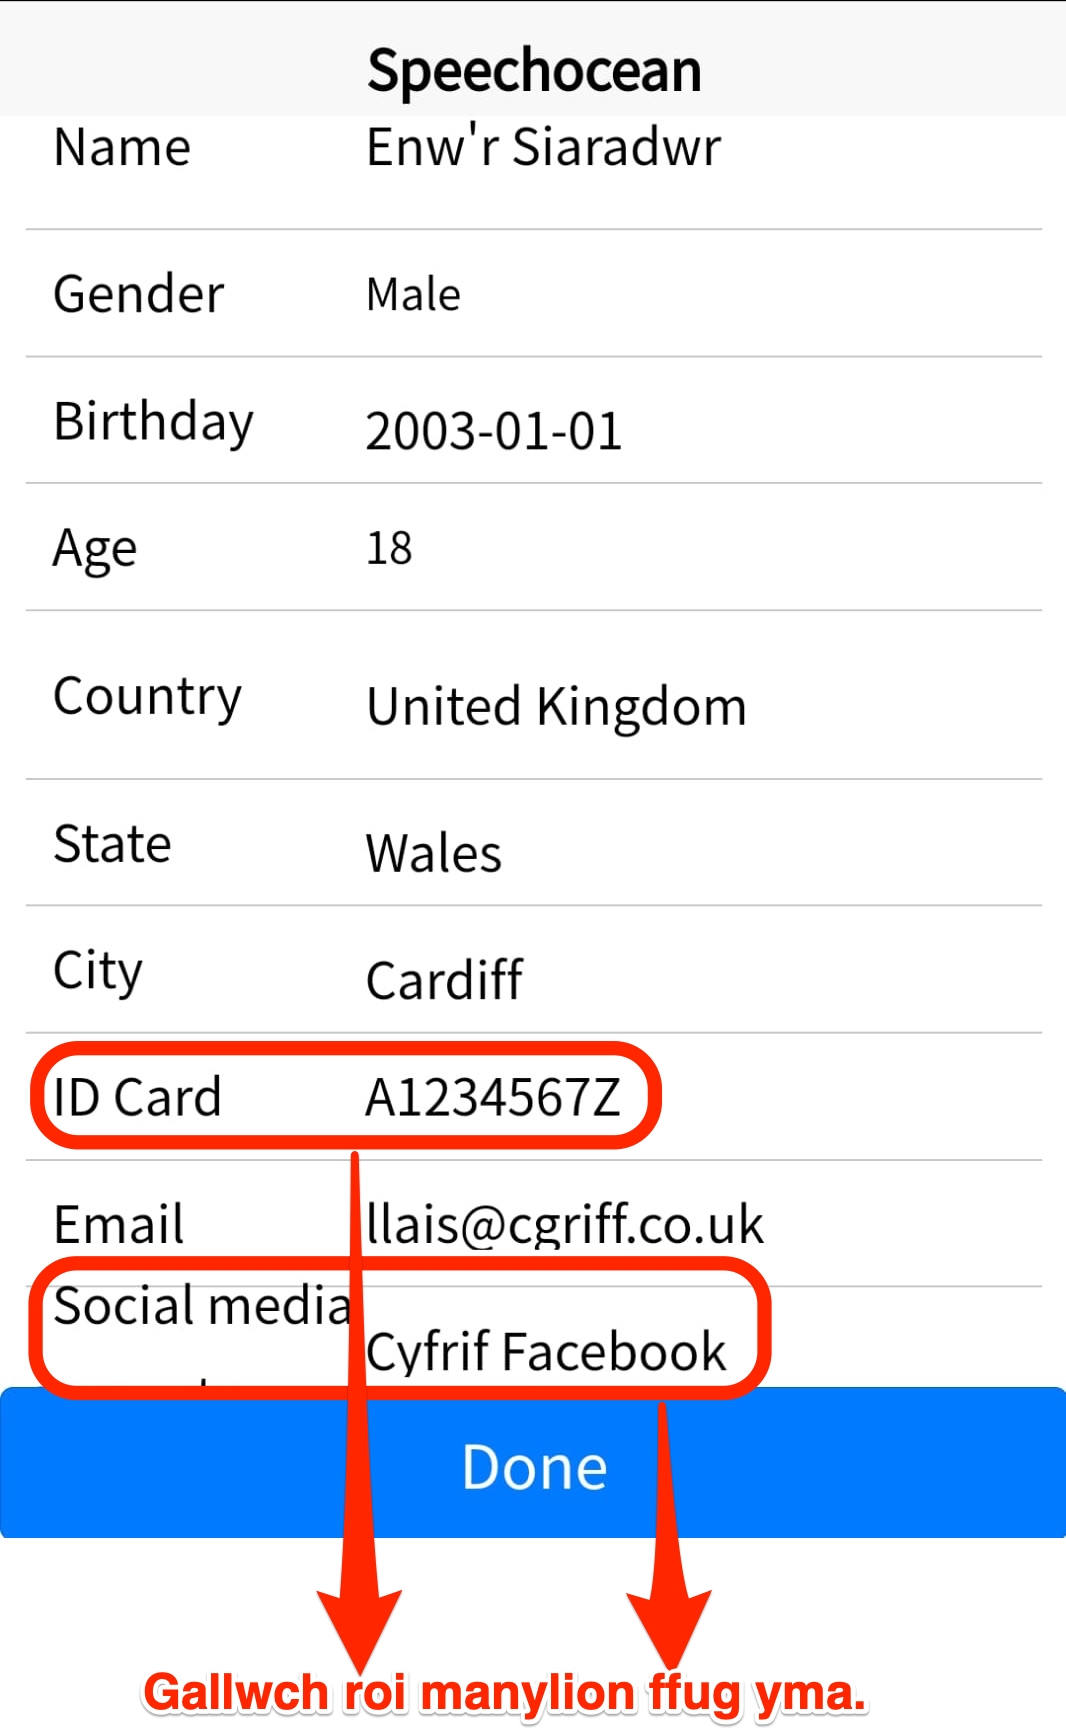 Speechocean
Name Enw'r Siaradwr
Gender Male
Birthday 2003-01-01
Age 18
Country United Kingdom
State Wales
City Cardiff
ID Card A1234567Z
Email llais@cgriff.co.uk
Social media
Cyfrif Facebook
Done
Gallwch roi manylion ffug yma.